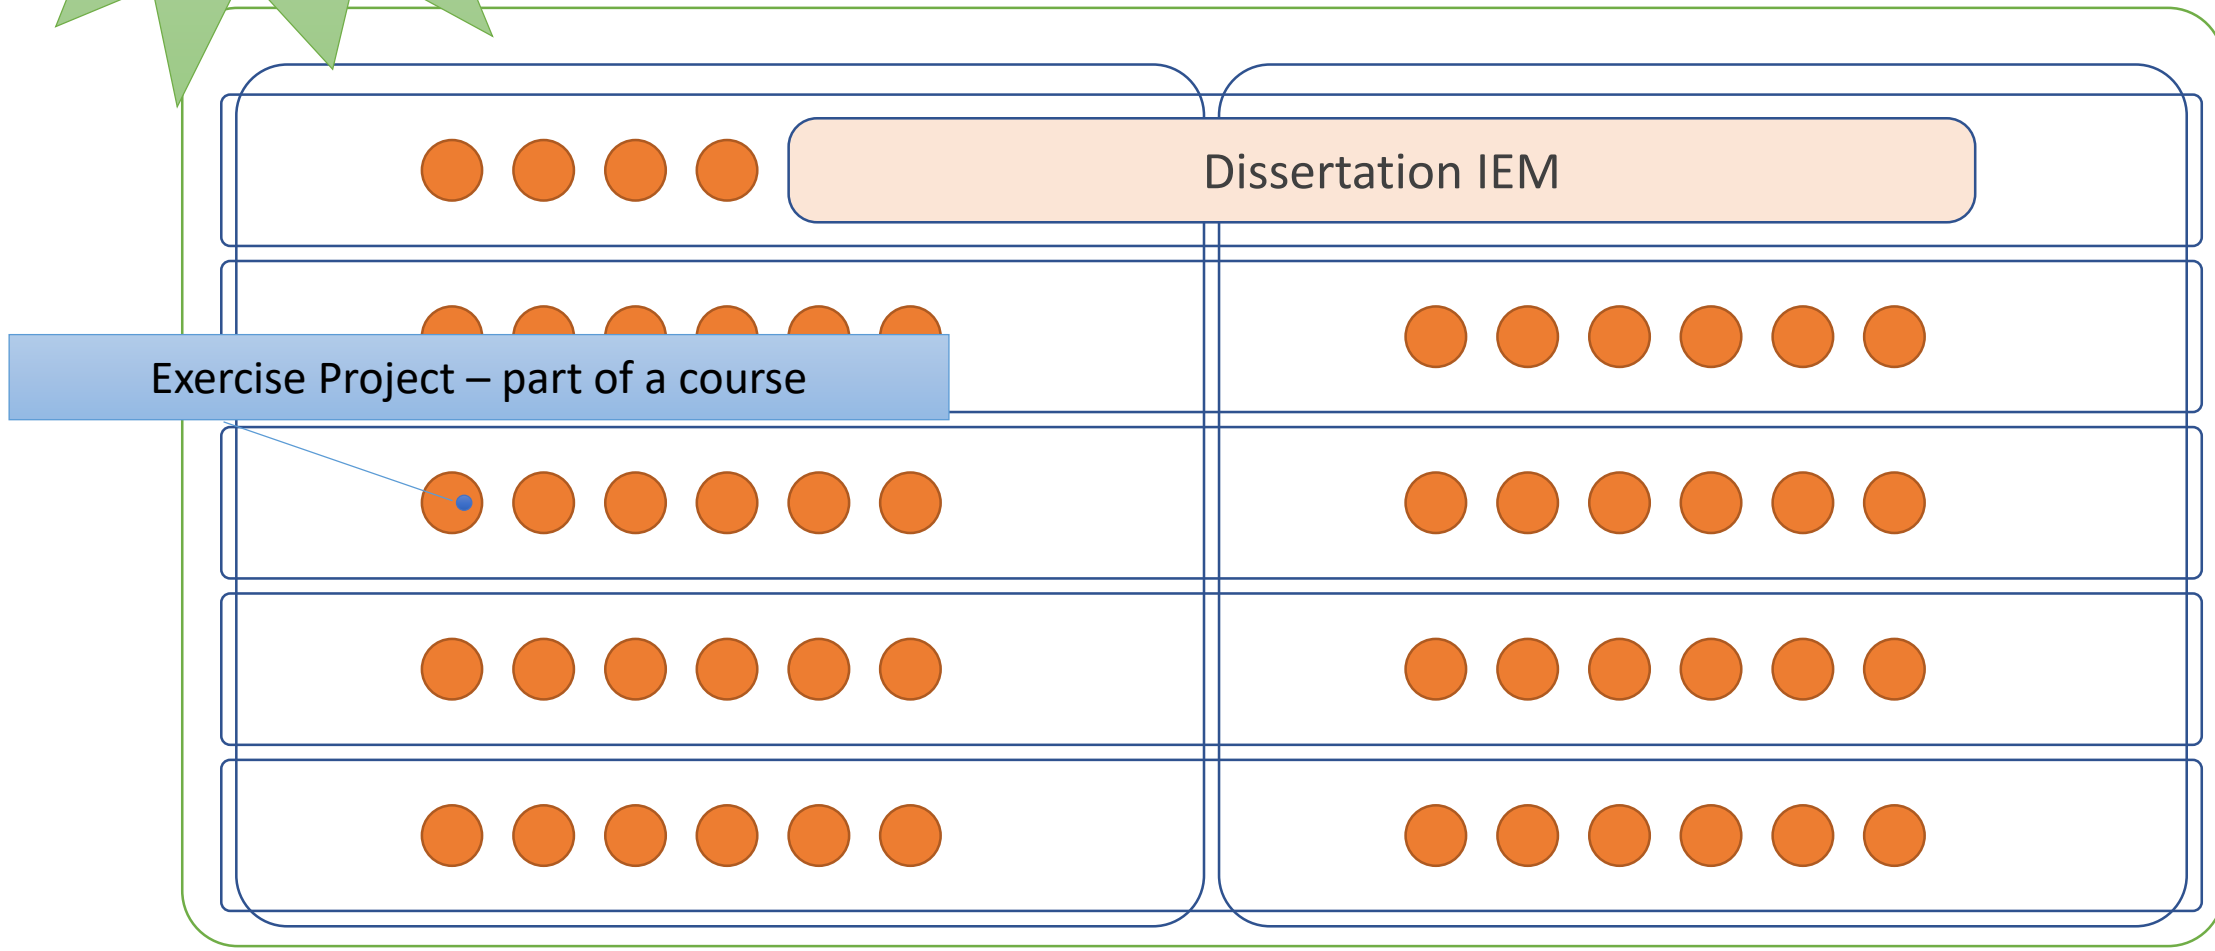 Dissertation IEM
Exercise Project – part of a course